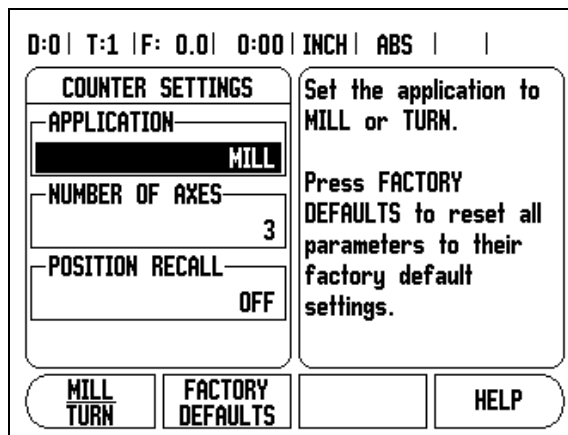 D:0 | T:1 | F: 0.0 | 0:00 | INCH | ABS | |
COUNTER SETTINGS
APPLICATION
MILL
NUMBER OF AXES
3
POSITION RECALL
OFF
Set the application to
MILL or TURN.
Press FACTORY
DEFAULTS to reset all
parameters to their
factory default
settings.
MILL
TURN
FACTORY
DEFAULTS
HELP